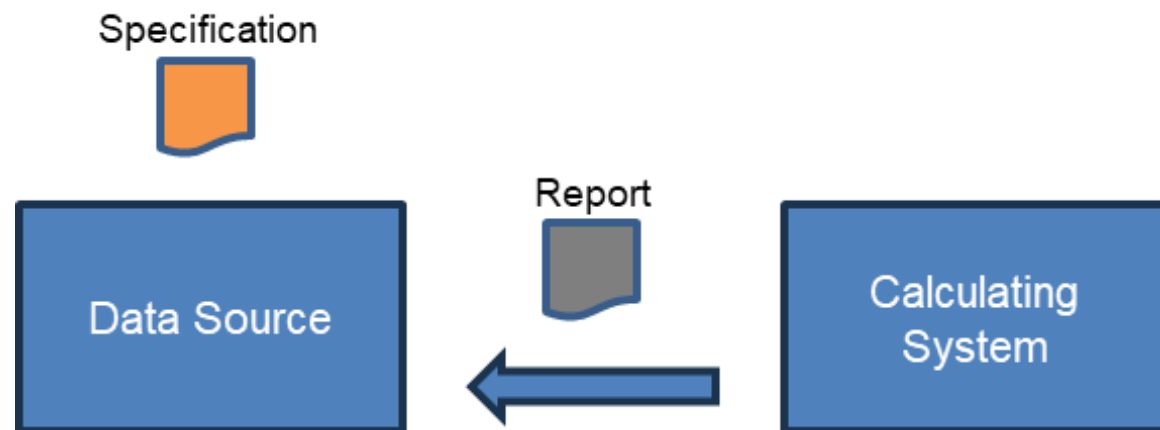 Specification
Report
Data Source
Calculating
System